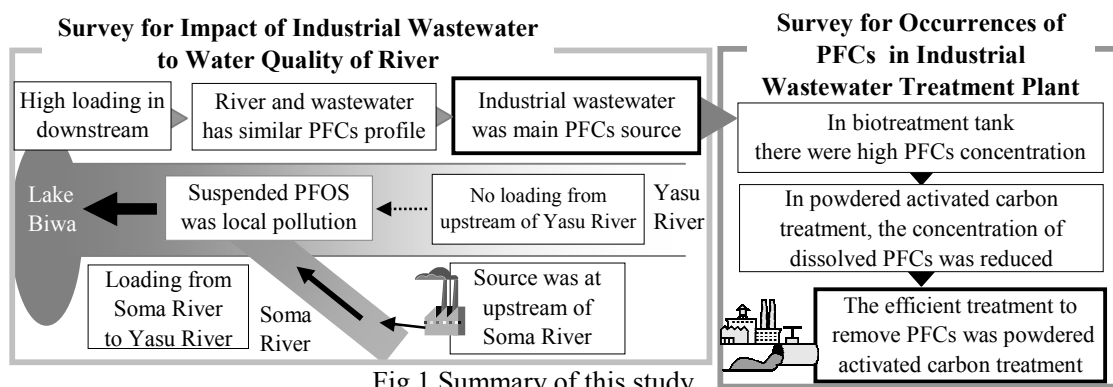 Survey for Impact of Industrial Wastewater
to Water Quality of River
High loading in
downstream
River and wastewater
has similar PFCs profile
Industrial wastewater
was main PFCs source
Lake
Biwa
Suspended PFOS
was local pollution
No loading from
upstream of Yasu River
Yasu
River
Loading from
Soma River
to Yasu River
Soma
River
Source was at
upstream of
Soma River
Survey for Occurrences of
PFCs in Industrial
Wastewater Treatment Plant
In biotreatment tank
there were high PFCs concentration
In powdered activated carbon
treatment, the concentration of
dissolved PFCs was reduced
The efficient treatment to
remove PFCs was powdered
activated carbon treatment
Fig.1 Summary of this study